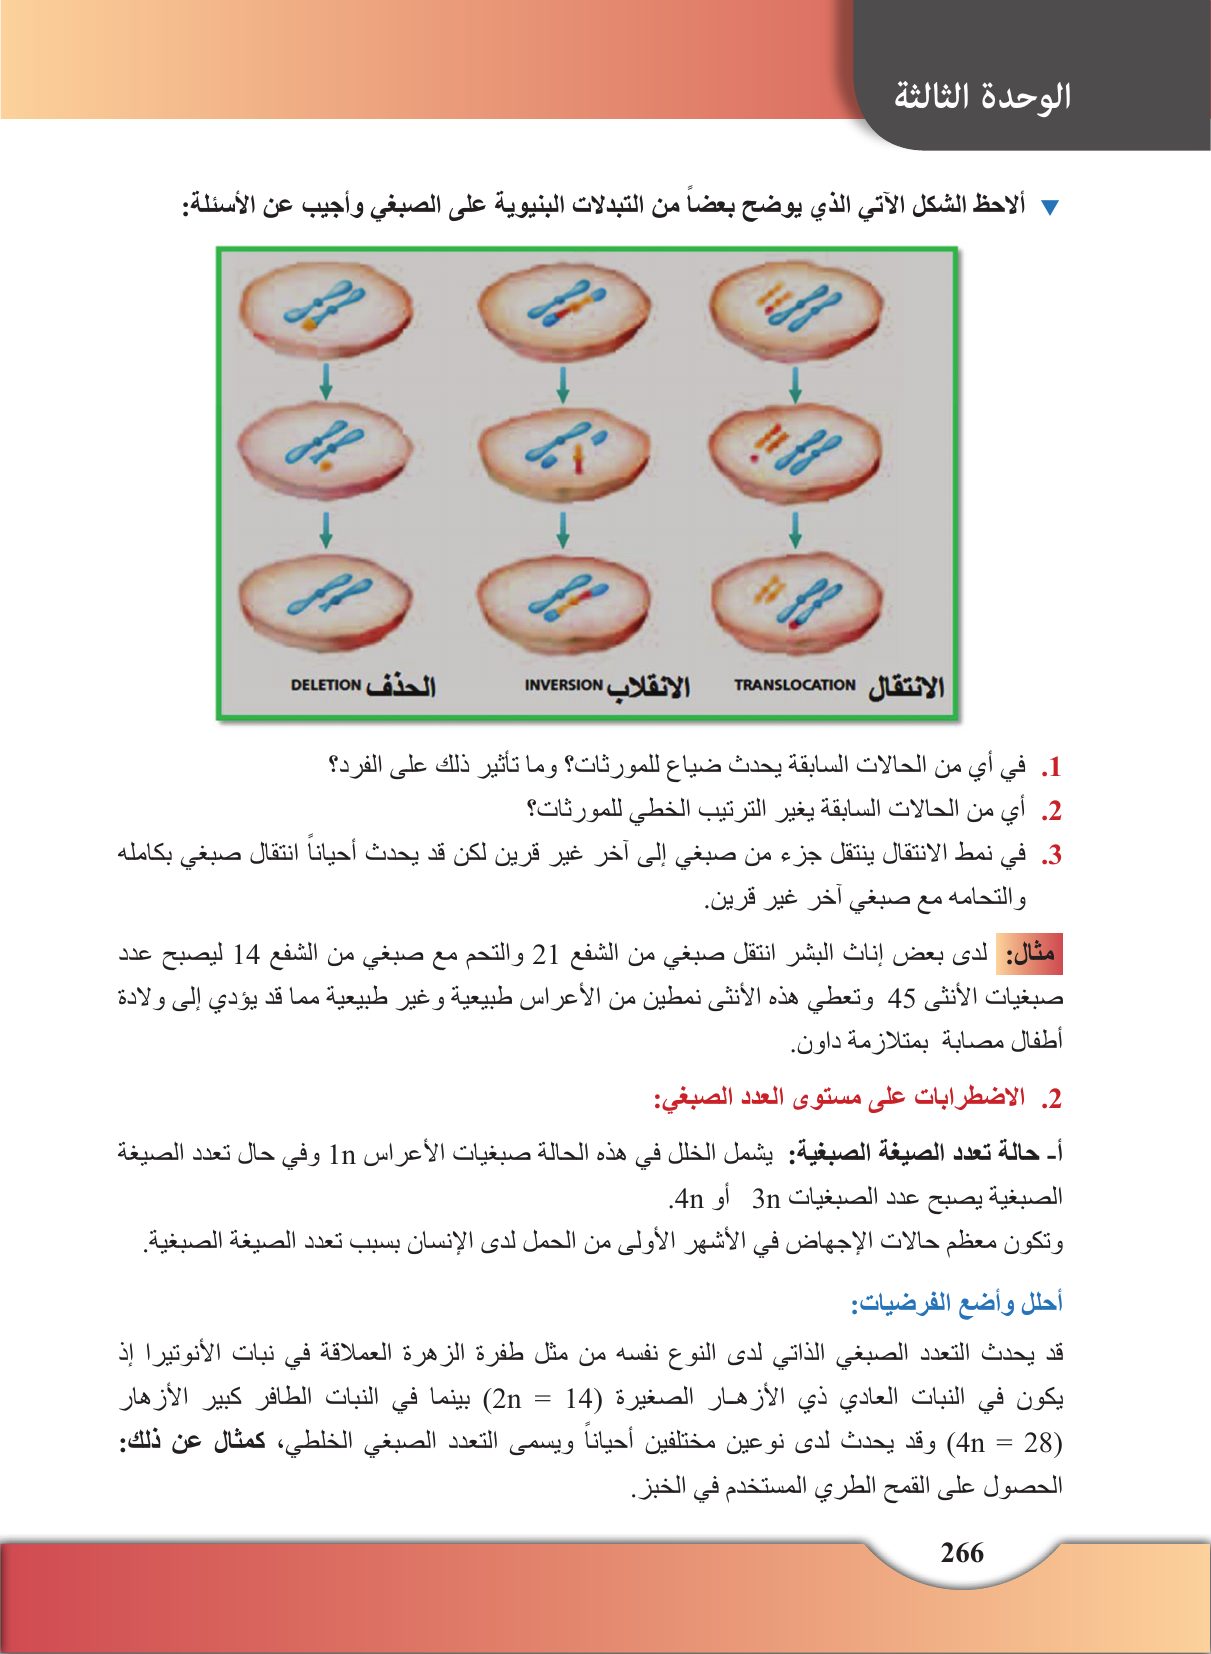 الوحدة الثالثة
ألاحظ الشكل الآتي الذي يوضح بعضاً من التبدلات البنيوية على الصبغي وأجيب عن الأسئلة:
الانتقال TRANSLOCATION الانقلاب INVERSION الحذف DELETION
1. في أي من الحالات السابقة يحدث ضياع للمورثات؟ وما تأثير ذلك على الفرد؟
2. أي من الحالات السابقة يغير الترتيب الخطي للمورثات؟
3. في نمط الانتقال ينتقل جزء من صبغي إلى آخر غير قرين لكن قد يحدث أحياناً انتقال صبغي بكامله
والتحامه مع صبغي آخر غير قرين.
مثال: لدى بعض إناث البشر انتقل صبغي من الشفع 21 والتحم مع صبغي من الشفع 14 ليصبح عدد
صبغيات الأنثى 45 وتعطي هذه الأنثى نمطين من الأعراس طبيعية وغير طبيعية مما قد يؤدي إلى ولادة
أطفال مصابة بمتلازمة داون.
2. الاضطرابات على مستوى العدد الصبغي:
أ- حالة تعدد الصيغة الصبغية: يشمل الخلل في هذه الحالة صبغيات الأعراس 1n وفي حال تعدد الصيغة
الصبغية يصبح عدد الصبغيات 3n أو 4n.
وتكون معظم حالات الإجهاض في الأشهر الأولى من الحمل لدى الإنسان بسبب تعدد الصيغة الصبغية.
أحلل وأضع الفرضيات:
قد يحدث التعدد الصبغي الذاتي لدى النوع نفسه من مثل طفرة الزهرة العملاقة في نبات الأنوتيرا إذ
يكون في النبات العادي ذي الأزهار الصغيرة (2n = 14) بينما في النبات الطافر كبير الأزهار
(4n = 28) وقد يحدث لدى نوعين مختلفين أحياناً ويسمى التعدد الصبغي الخلطي، كمثال عن ذلك:
الحصول على القمح الطري المستخدم في الخبز.
266